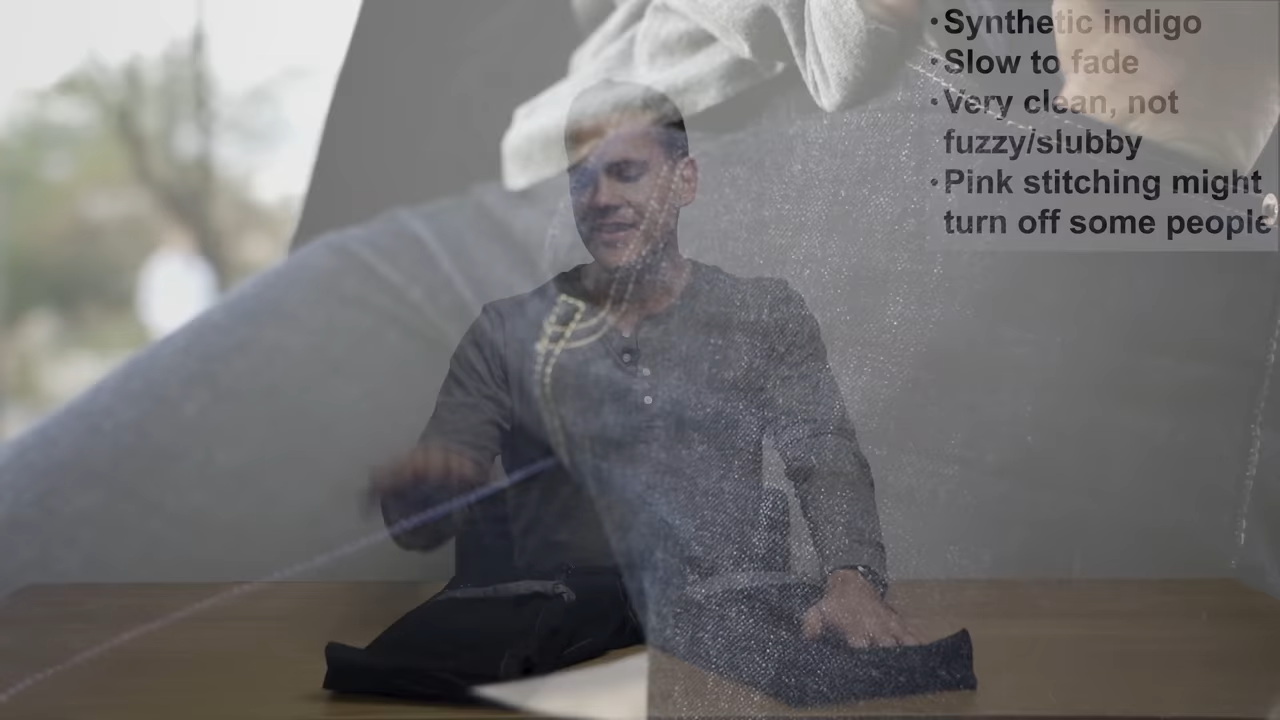 • Synthetic indigo
• Slow to fade
• Very clean, not
fuzzy/slubby
• Pink stitching might
turn off some people